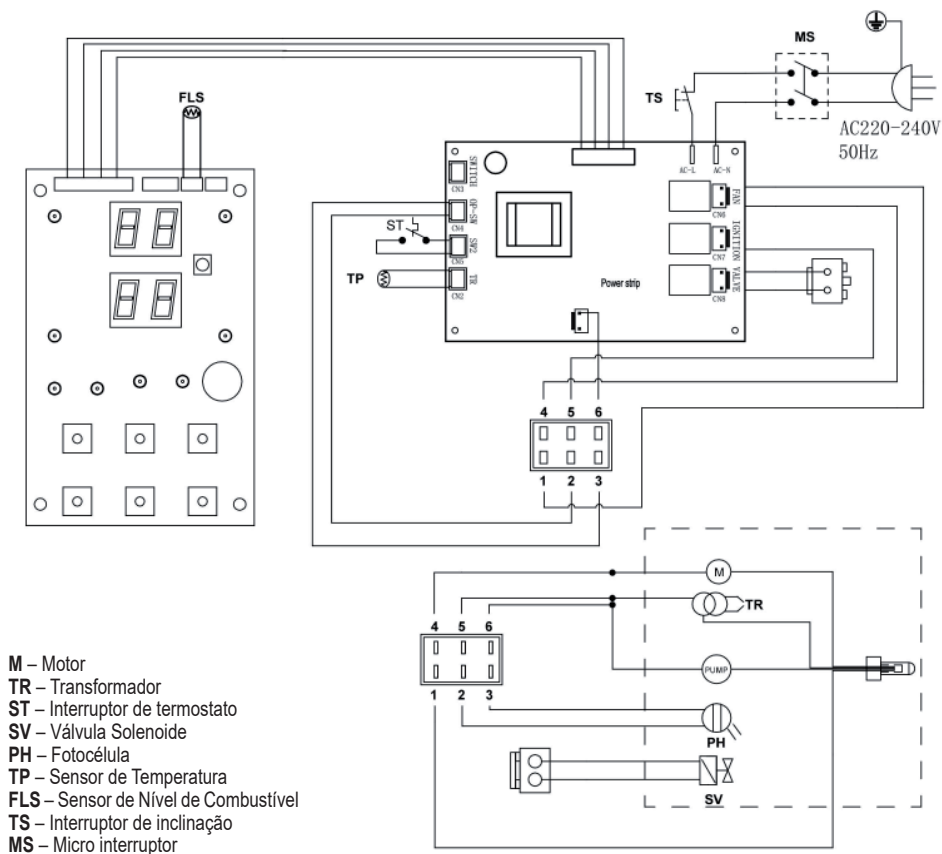 MS
FLS
TS
AC220-240V
50Hz
AC-L
AC-N
SWITCH
CN3
OP-SW
CN4
ST
SW2
CN5
TP
TR
CN2
FAN
CN6
IGNITION
CN7
VALVE
CN8
Power strip
4 5 6
1 2 3
M
TR
4 5 6
PUMP
1 2 3
PH
SV
M – Motor
TR – Transformador
ST – Interruptor de termostato
SV – Válvula Solenoide
PH – Fotocélula
TP – Sensor de Temperatura
FLS – Sensor de Nível de Combustível
TS – Interruptor de inclinação
MS – Micro interruptor